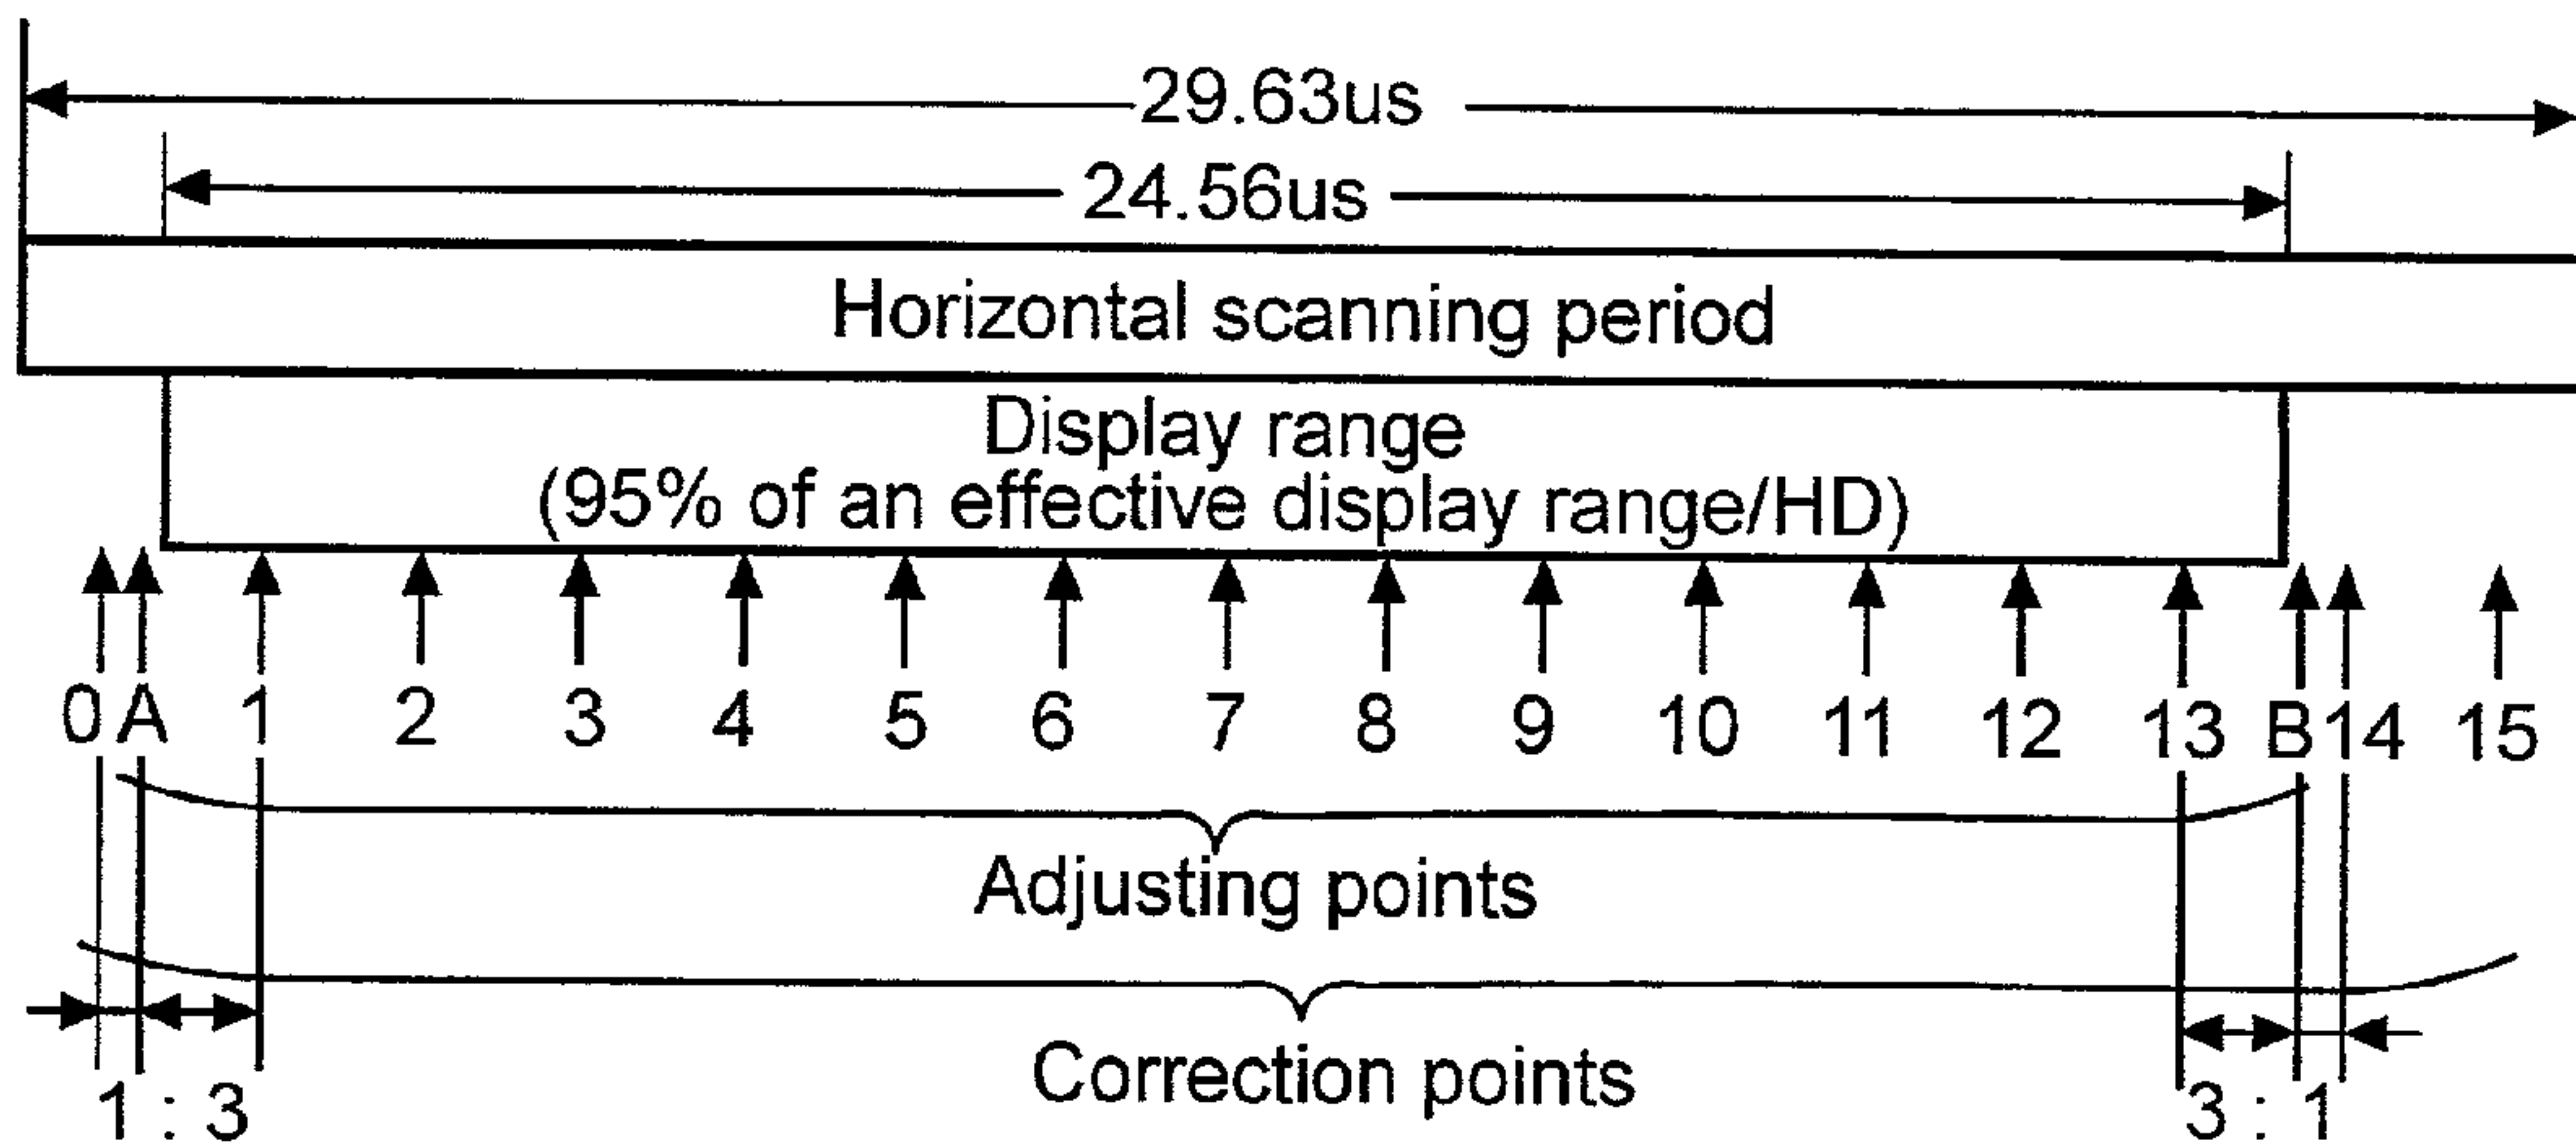 29.63us
24.56us
Horizontal scanning period
Display range
(95% of an effective display range/HD)
0 A 1 2 3 4 5 6 7 8 9 10 11 12 13 B 14 15
Adjusting points
Correction points
1 : 3
3 : 1